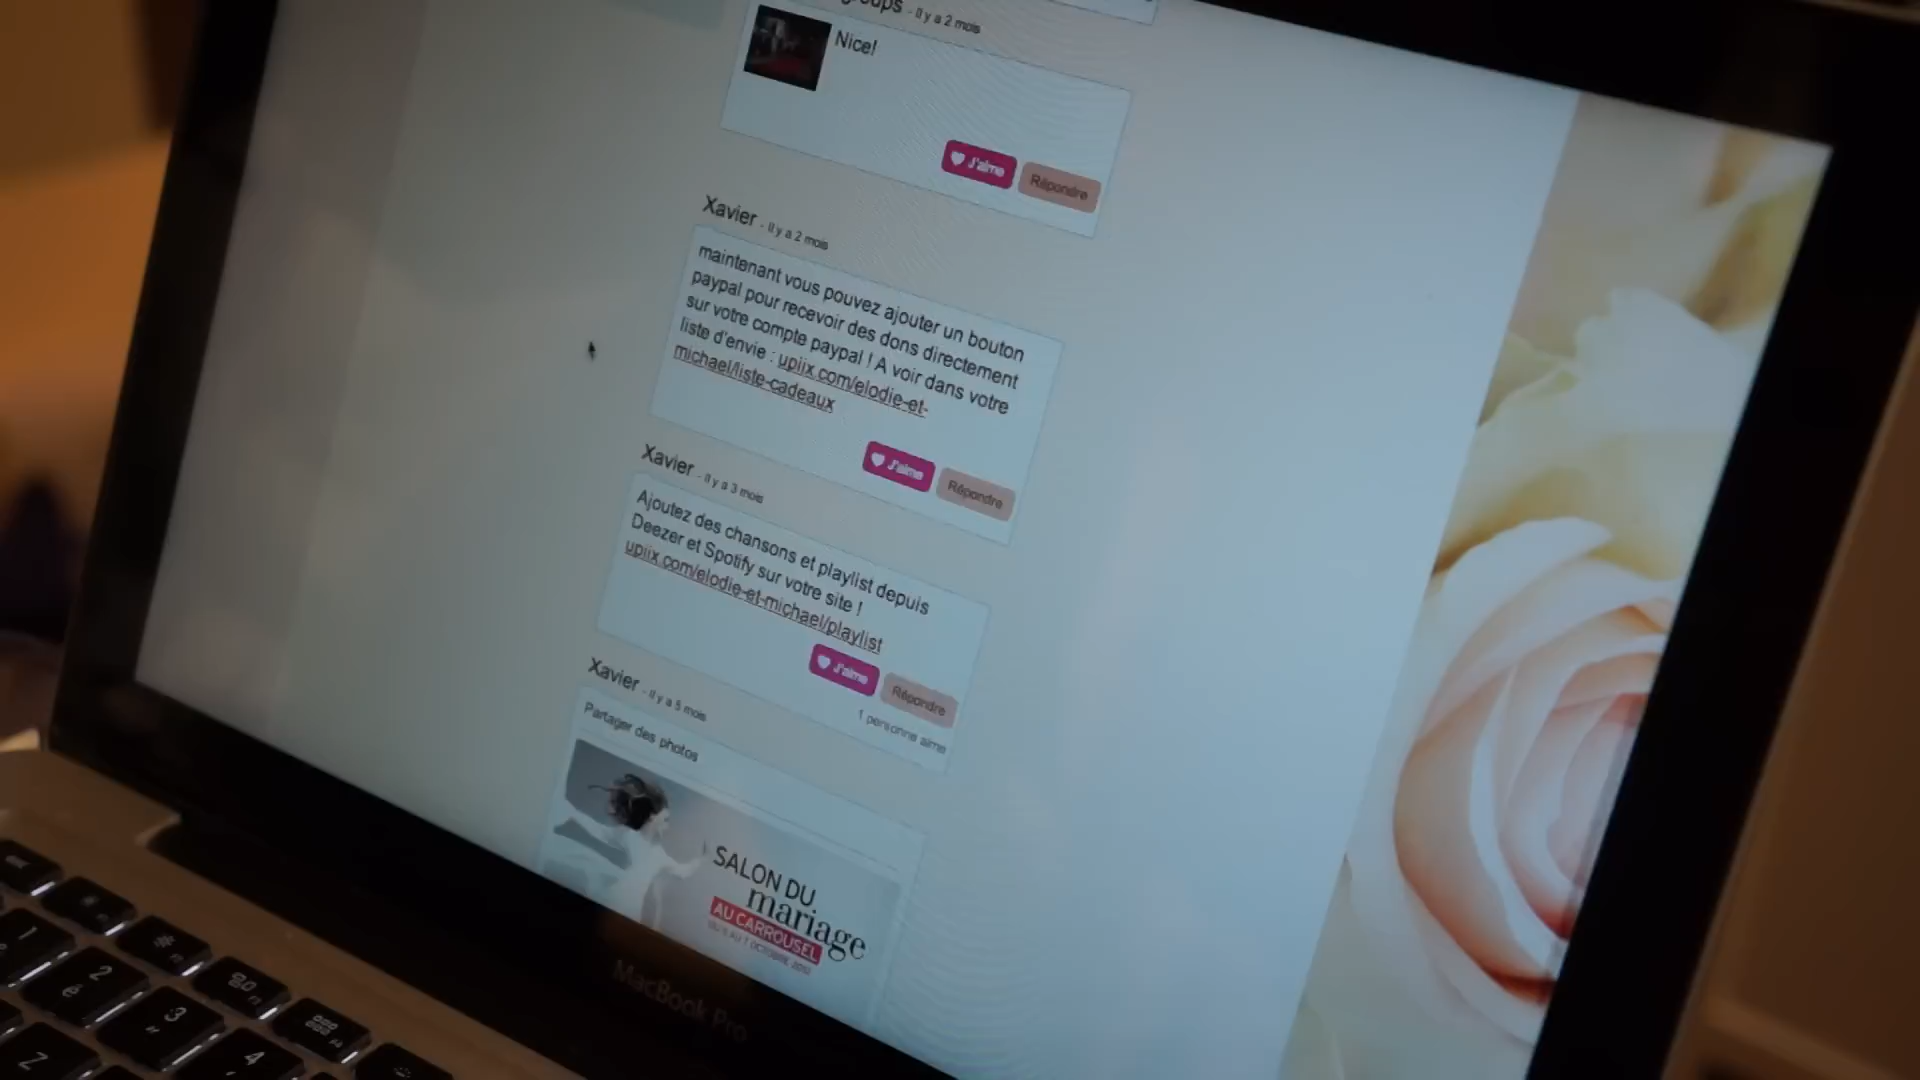 - Il y a 2 mois
Nice!
J'aime Répondre
Xavier - Il y a 2 mois
maintenant vous pouvez ajouter un bouton
paypal pour recevoir des dons directement
sur votre compte paypal ! A voir dans votre
liste d'envie : upiix.com/elodie-et-
michael/liste-cadeaux
J'aime Répondre
Xavier - Il y a 3 mois
Ajoutez des chansons et playlist depuis
Deezer et Spotify sur votre site !
upiix.com/elodie-et-michael/playlist
J'aime Répondre
1 personne aime
Xavier - Il y a 5 mois
Partager des photos
SALON DU
mariage
AU CARROUSEL
MacBook Pro
2
é
3
"
4
Z